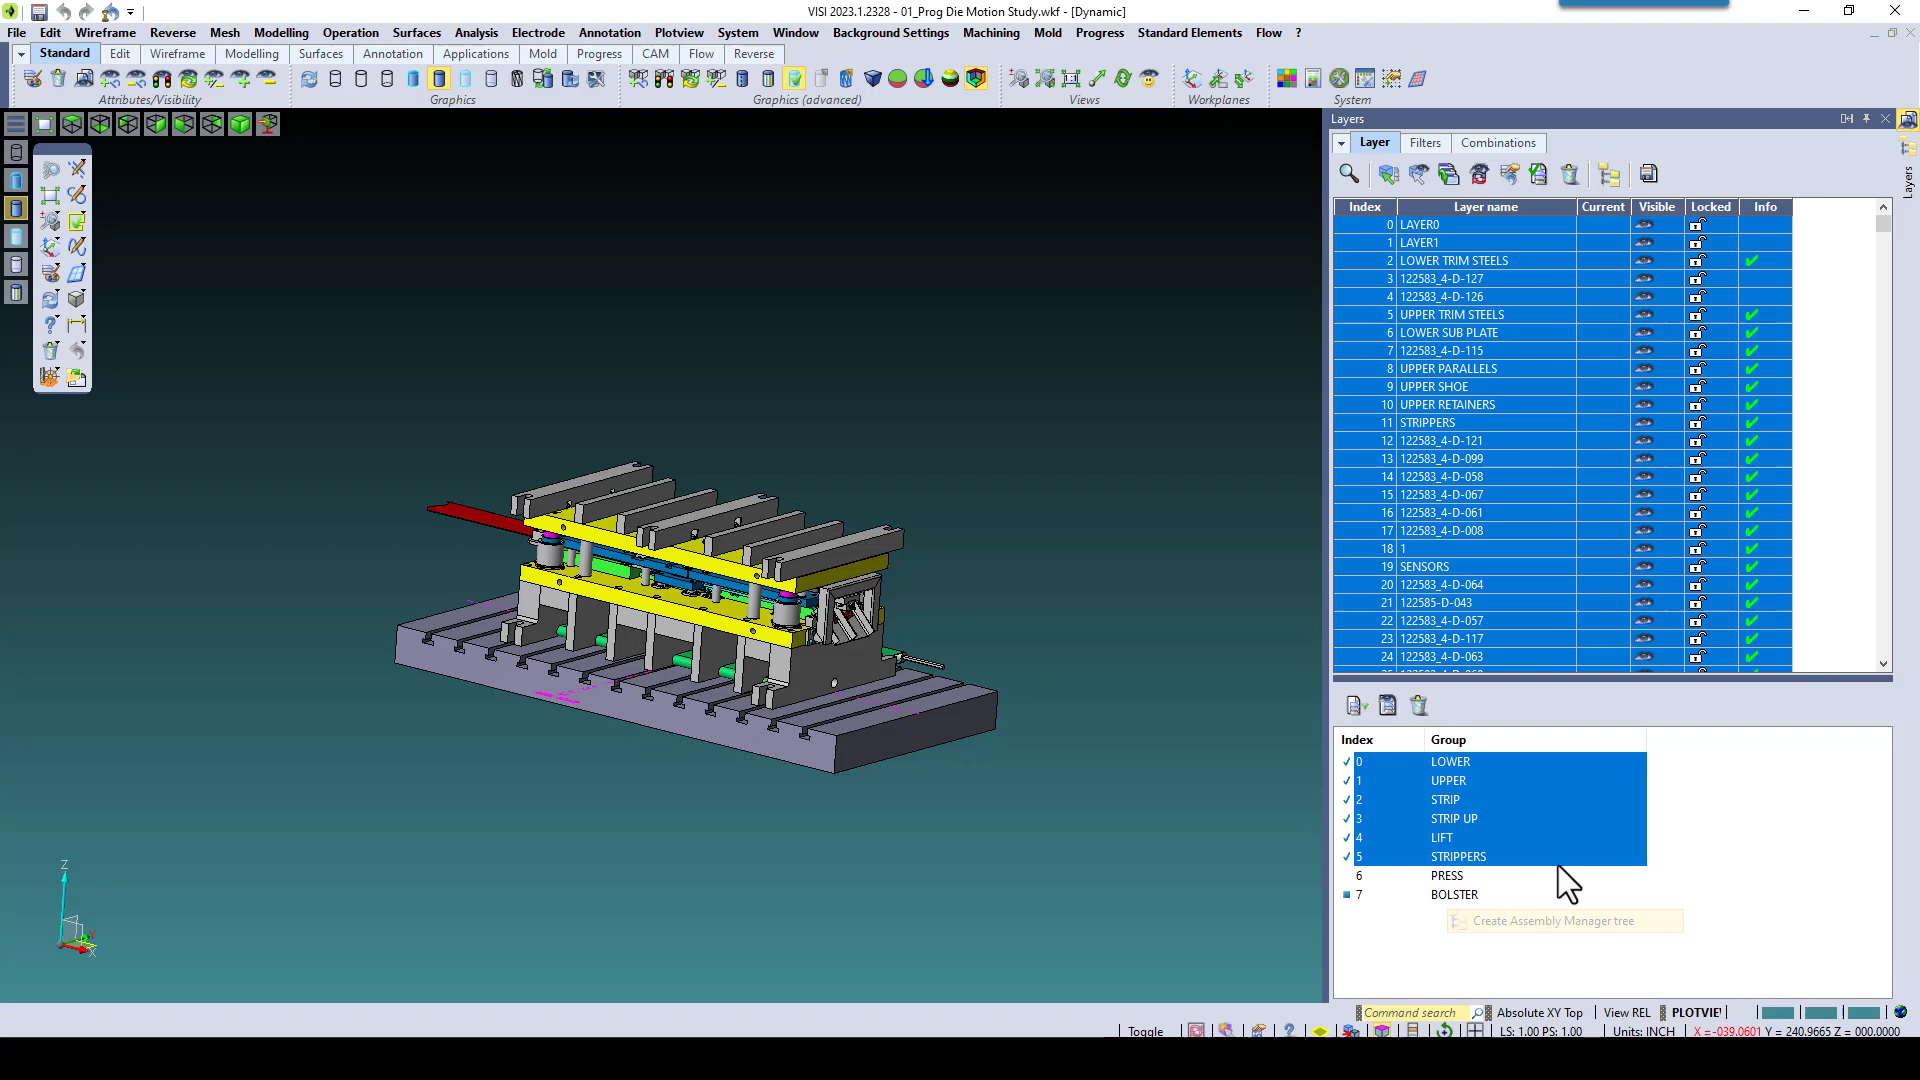 VISI 2023.1.2328 - 01_Prog Die Motion Study.wkf - [Dynamic]
File Edit Wireframe Reverse Mesh Modelling Operation Surfaces Analysis Electrode Annotation Plotview System Window Background Settings Machining Mold Progress Standard Elements Flow ?
Standard Edit Wireframe Modelling Surfaces Annotation Applications Mold Progress CAM Flow Reverse
Attributes/Visibility Graphics Graphics (advanced) Views Workplanes System
Layers
Layer Filters Combinations
Layers
Index Layer name Current Visible Locked Info
0 LAYER0
1 LAYER1
2 LOWER TRIM STEELS
3 122583_4-D-127
4 122583_4-D-126
5 UPPER TRIM STEELS
6 LOWER SUB PLATE
7 122583_4-D-115
8 UPPER PARALLELS
9 UPPER SHOE
10 UPPER RETAINERS
11 STRIPPERS
12 122583_4-D-121
13 122583_4-D-099
14 122583_4-D-058
15 122583_4-D-067
16 122583_4-D-061
17 122583_4-D-008
18 1
19 SENSORS
20 122583_4-D-064
21 122585-D-043
22 122583_4-D-057
23 122583_4-D-117
24 122583_4-D-063
Index Group
0 LOWER
1 UPPER
2 STRIP
3 STRIP UP
4 LIFT
5 STRIPPERS
6 PRESS
7 BOLSTER
Create Assembly Manager tree
Z
Y
X
Command search Absolute XY Top View REL PLOTVIE
Toggle LS: 1.00 PS: 1.00 Units: INCH X =-039.0601 Y = 240.9665 Z = 000.0000